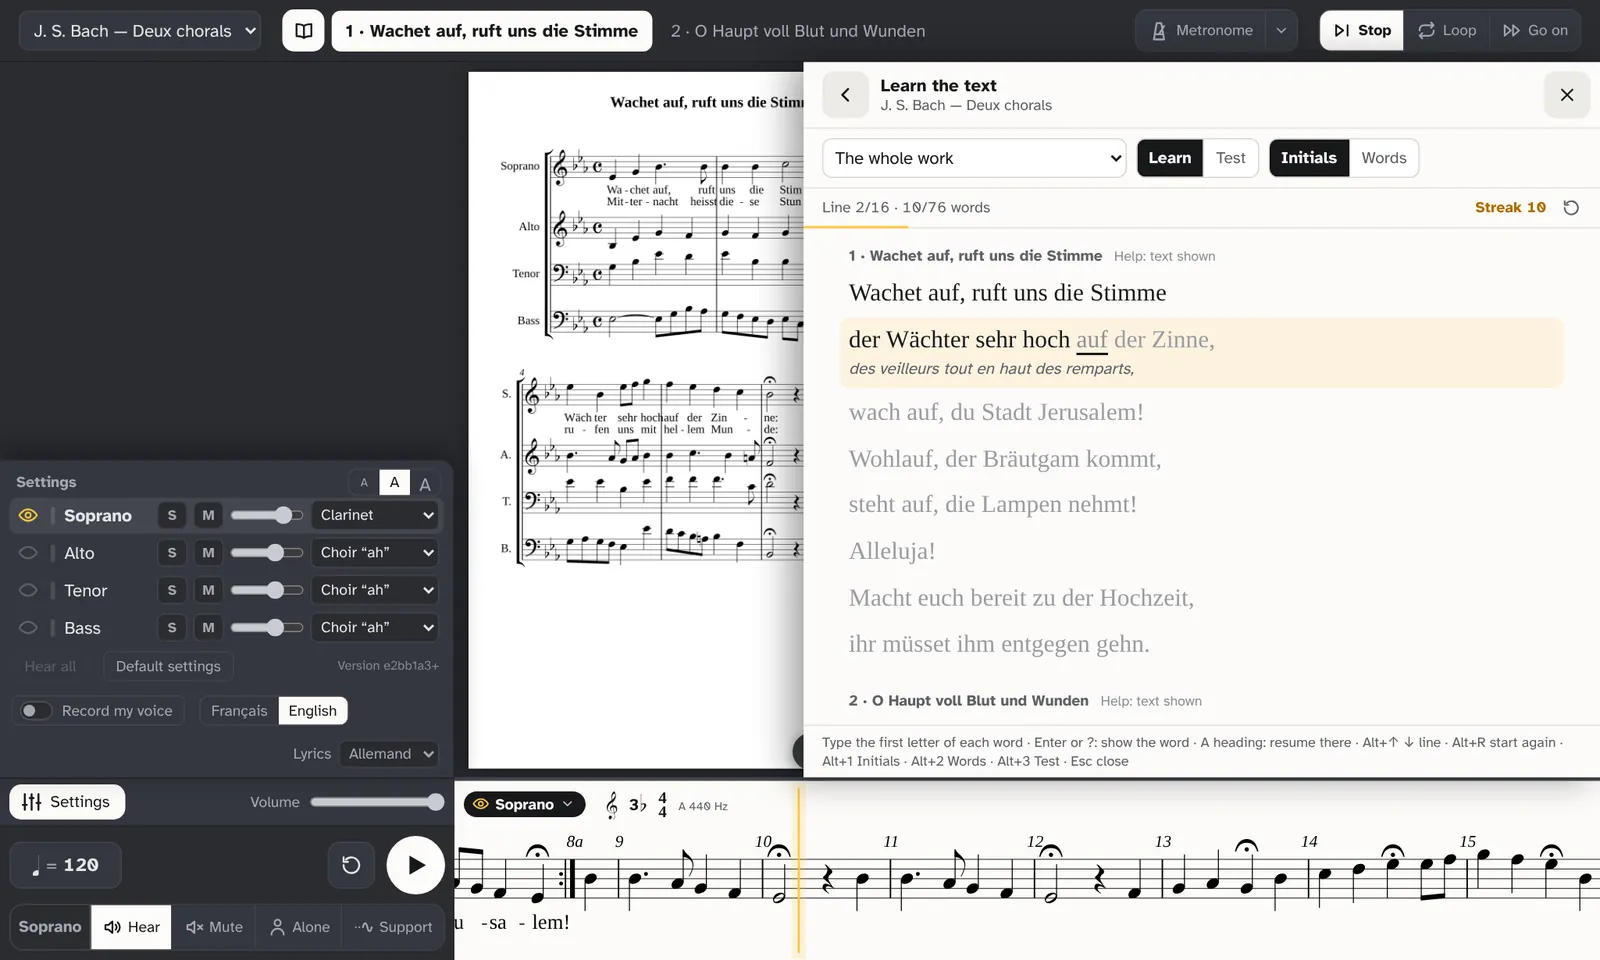 J. S. Bach — Deux chorals
1 · Wachet auf, ruft uns die Stimme
2 · O Haupt voll Blut und Wunden
Metronome
Stop
Loop
Go on
Wachet auf, ruft uns die Stimm
Soprano
Wa - chet auf, ruft uns die Stim
Mit - ter - nacht heisst die - se Stun
Alto
Tenor
Bass
4
S.
Wäch ter sehr hoch auf der Zin - ne:
ru - fen uns mit hel - lem Mun - de:
A.
T.
B.
Learn the text
J. S. Bach — Deux chorals
The whole work
Learn
Test
Initials
Words
Line 2/16 · 10/76 words
Streak 10
1 · Wachet auf, ruft uns die Stimme Help: text shown
Wachet auf, ruft uns die Stimme
der Wächter sehr hoch auf der Zinne,
des veilleurs tout en haut des remparts,
wach auf, du Stadt Jerusalem!
Wohlauf, der Bräutgam kommt,
steht auf, die Lampen nehmt!
Alleluja!
Macht euch bereit zu der Hochzeit,
ihr müsset ihm entgegen gehn.
2 · O Haupt voll Blut und Wunden Help: text shown
Type the first letter of each word · Enter or ?: show the word · A heading: resume there · Alt+↑ ↓ line · Alt+R start again ·
Alt+1 Initials · Alt+2 Words · Alt+3 Test · Esc close
Settings
A A A
Soprano S M Clarinet
Alto S M Choir “ah”
Tenor S M Choir “ah”
Bass S M Choir “ah”
Hear all
Default settings
Version e2bb1a3+
Record my voice
Français
English
Lyrics
Allemand
Settings
Volume
= 120
Soprano
Hear
Mute
Alone
Support
Soprano
3♭
4
4
A 440 Hz
8a 9 10 11 12 13 14 15
u - sa - lem!